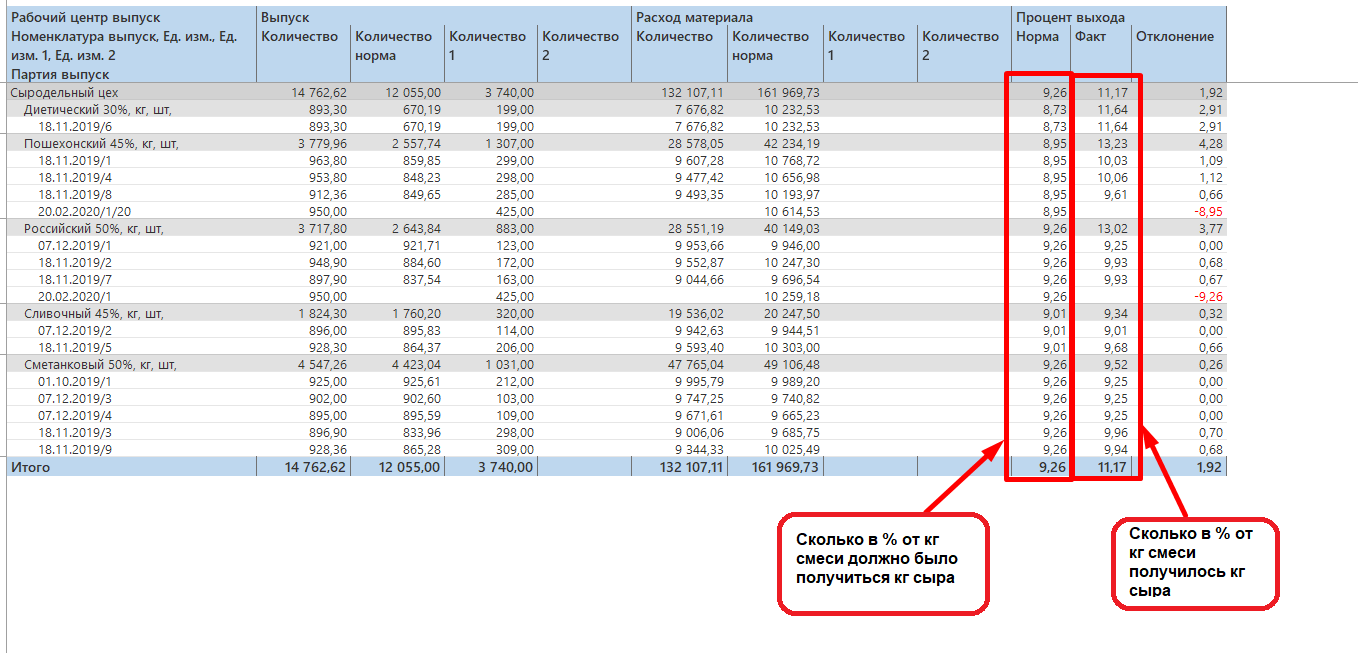 Рабочий центр выпуск Выпуск Расход материала Процент выхода
Номенклатура выпуск, Ед. изм., Ед. Количество Количество Количество Количество Количество Количество Количество Количество Норма Факт Отклонение
изм. 1, Ед. изм. 2 норма 1 2 норма 1 2
Партия выпуск
Сыродельный цех 14 762,62 12 055,00 3 740,00 132 107,11 161 969,73 9,26 11,17 1,92
Диетический 30%, кг, шт, 893,30 670,19 199,00 7 676,82 10 232,53 8,73 11,64 2,91
18.11.2019/6 893,30 670,19 199,00 7 676,82 10 232,53 8,73 11,64 2,91
Пошехонский 45%, кг, шт, 3 779,96 2 557,74 1 307,00 28 578,05 42 234,19 8,95 13,23 4,28
18.11.2019/1 963,80 859,85 299,00 9 607,28 10 768,72 8,95 10,03 1,09
18.11.2019/4 953,80 848,23 298,00 9 477,42 10 656,98 8,95 10,06 1,12
18.11.2019/8 912,36 849,65 285,00 9 493,35 10 193,97 8,95 9,61 0,66
20.02.2020/1/20 950,00 425,00 10 614,53 8,95 -8,95
Российский 50%, кг, шт, 3 717,80 2 643,84 883,00 28 551,19 40 149,03 9,26 13,02 3,77
07.12.2019/1 921,00 921,71 123,00 9 953,66 9 946,00 9,26 9,25 0,00
18.11.2019/2 948,90 884,60 172,00 9 552,87 10 247,30 9,26 9,93 0,68
18.11.2019/7 897,90 837,54 163,00 9 044,66 9 696,54 9,26 9,93 0,67
20.02.2020/1 950,00 425,00 10 259,18 9,26 -9,26
Сливочный 45%, кг, шт, 1 824,30 1 760,20 320,00 19 536,02 20 247,50 9,01 9,34 0,32
07.12.2019/2 896,00 895,83 114,00 9 942,63 9 944,51 9,01 9,01 0,00
18.11.2019/5 928,30 864,37 206,00 9 593,40 10 303,00 9,01 9,68 0,66
Сметанковый 50%, кг, шт, 4 547,26 4 423,04 1 031,00 47 765,04 49 106,48 9,26 9,52 0,26
01.10.2019/1 925,00 925,61 212,00 9 995,79 9 989,20 9,26 9,25 0,00
07.12.2019/3 902,00 902,60 103,00 9 747,25 9 740,82 9,26 9,25 0,00
07.12.2019/4 895,00 895,59 109,00 9 671,61 9 665,23 9,26 9,25 0,00
18.11.2019/3 896,90 833,96 298,00 9 006,06 9 685,75 9,26 9,96 0,70
18.11.2019/9 928,36 865,28 309,00 9 344,33 10 025,49 9,26 9,94 0,68
Итого 14 762,62 12 055,00 3 740,00 132 107,11 161 969,73 9,26 11,17 1,92
Сколько в % от кг
смеси должно было
получиться кг сыра
Сколько в % от
кг смеси
получилось кг
сыра